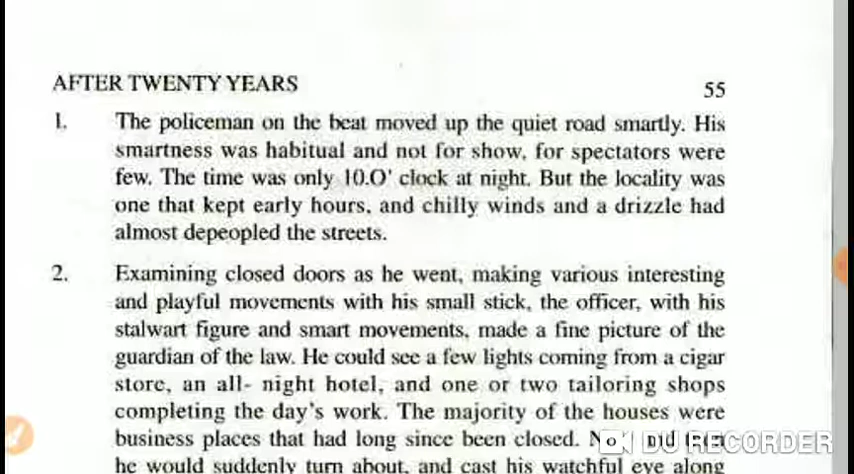 AFTER TWENTY YEARS
55
1. The policeman on the beat moved up the quiet road smartly. His
smartness was habitual and not for show, for spectators were
few. The time was only 10.O' clock at night. But the locality was
one that kept early hours, and chilly winds and a drizzle had
almost depeopled the streets.
2. Examining closed doors as he went, making various interesting
and playful movements with his small stick, the officer, with his
stalwart figure and smart movements, made a fine picture of the
guardian of the law. He could see a few lights coming from a cigar
store, an all- night hotel, and one or two tailoring shops
completing the day's work. The majority of the houses were
business places that had long since been closed.
DU RECORDER
he would suddenly turn about, and cast his watchful eye along